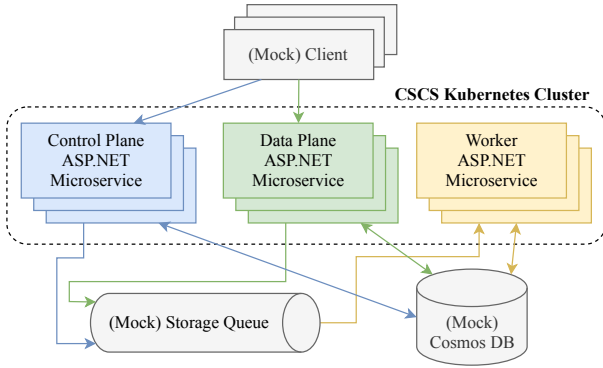 (Mock) Client
CSCS Kubernetes Cluster
Control Plane
ASP.NET
Microservice
Data Plane
ASP.NET
Microservice
Worker
ASP.NET
Microservice
(Mock) Storage Queue
(Mock)
Cosmos DB